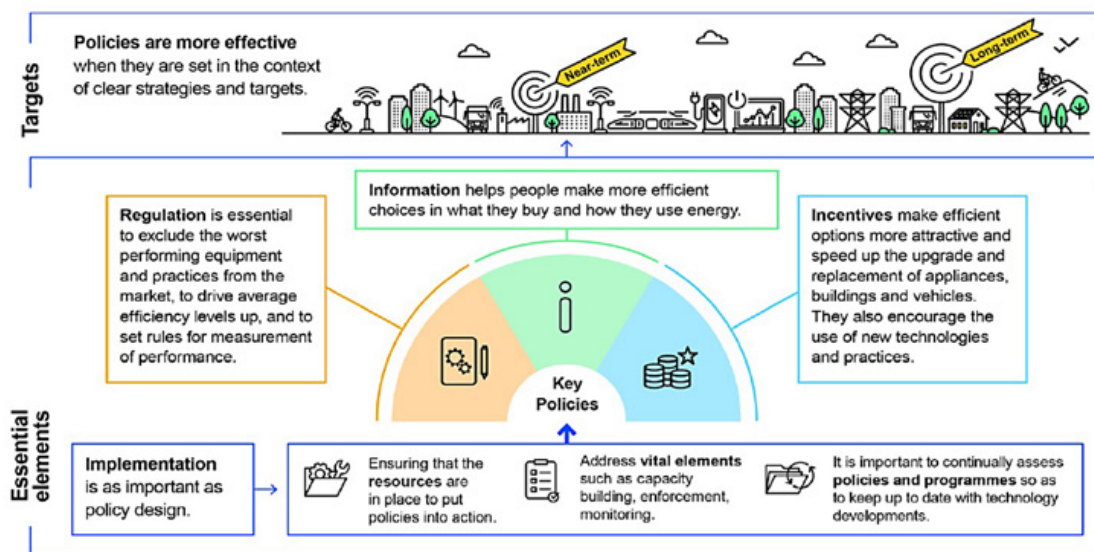 Targets
Policies are more effective
when they are set in the context
of clear strategies and targets.
Near-term
Long-term
Essential
elements
Information helps people make more efficient
choices in what they buy and how they use energy.
Regulation is essential
to exclude the worst
performing equipment
and practices from the
market, to drive average
efficiency levels up, and to
set rules for measurement
of performance.
Incentives make efficient
options more attractive and
speed up the upgrade and
replacement of appliances,
buildings and vehicles.
They also encourage the
use of new technologies
and practices.
Key
Policies
Implementation
is as important as
policy design.
Ensuring that the
resources are
in place to put
policies into action.
Address vital elements
such as capacity
building, enforcement,
monitoring.
It is important to continually assess
policies and programmes so as
to keep up to date with technology
developments.